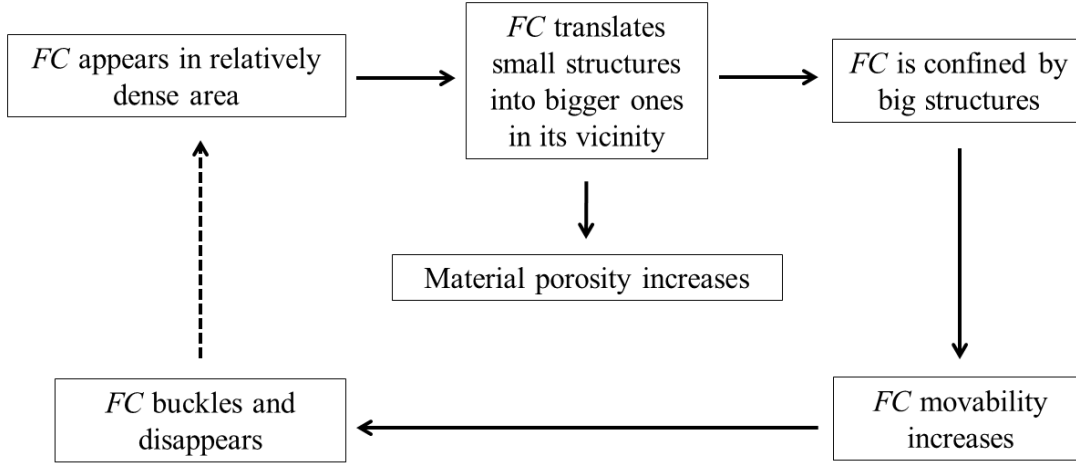 FC appears in relatively
dense area
FC translates
small structures
into bigger ones
in its vicinity
FC is confined by
big structures
Material porosity increases
FC buckles and
disappears
FC movability
increases